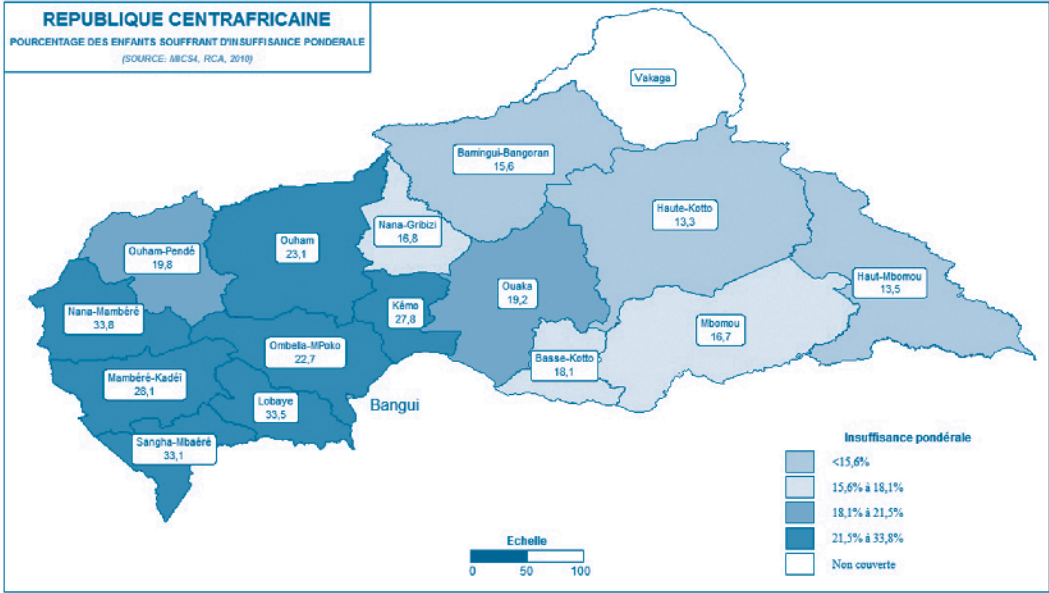 REPUBLIQUE CENTRAFRICAINE
POURCENTAGE DES ENFANTS SOUFFRANT D'INSUFFISANCE PONDERALE
(SOURCE: MICS4, RCA, 2010)
Vakaga
Bamingui-Bangoran
15,6
Haute-Kotto
13,3
Nana-Gribizi
16,8
Ouham
23,1
Ouham-Pendé
19,8
Haut-Mbomou
13,5
Ouaka
19,2
Kémo
27,8
Nana-Mambéré
33,8
Mbomou
16,7
Ombella-MPoko
22,7
Basse-Kotto
18,1
Mambéré-Kadéi
28,1
Lobaye
33,5
Bangui
Sangha-Mbaéré
33,1
Insuffisance pondérale
<15,6%
15,6% à 18,1%
18,1% à 21,5%
21,5% à 33,8%
Non couverte
Echelle
0 50 100